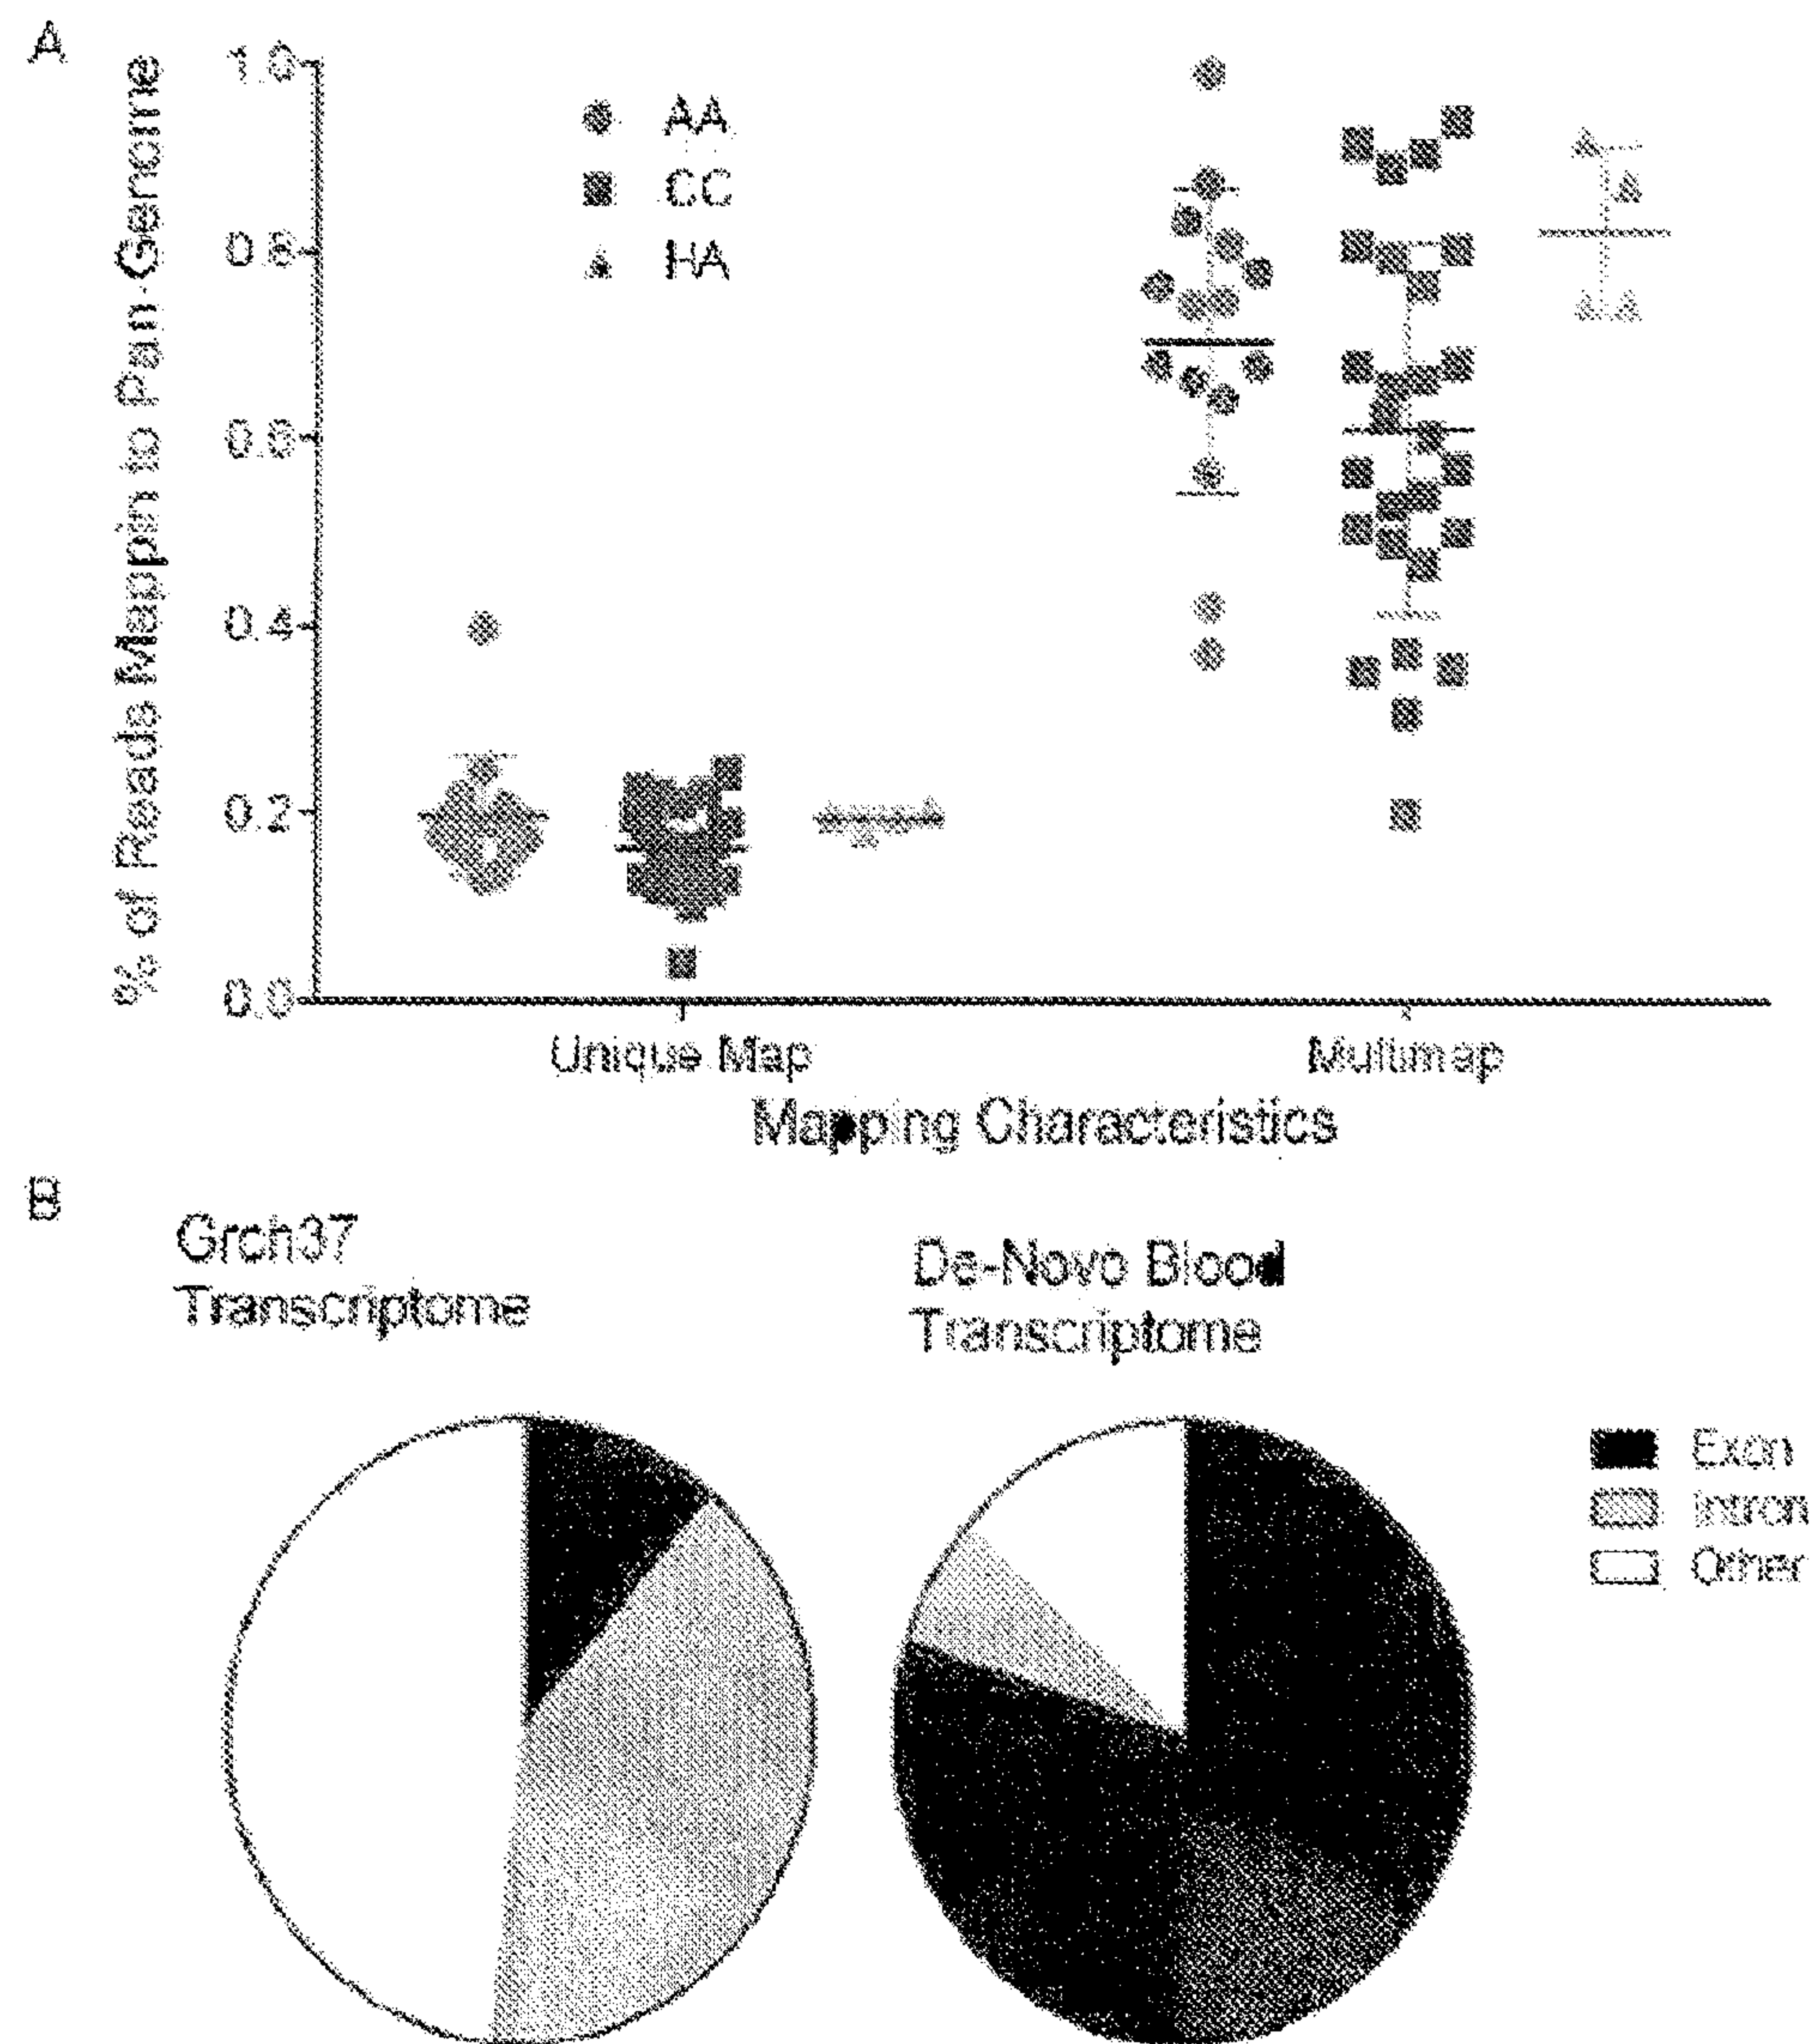 A
% of Reads Mappin to Pan-Genome
1.0
0.8
0.6
0.4
0.2
0.0
AA
CC
HA
Unique Map
Multimap
Mapping Characteristics
B
Grch37
Transcriptome
De-Novo Blood
Transcriptome
Exon
Intron
Other